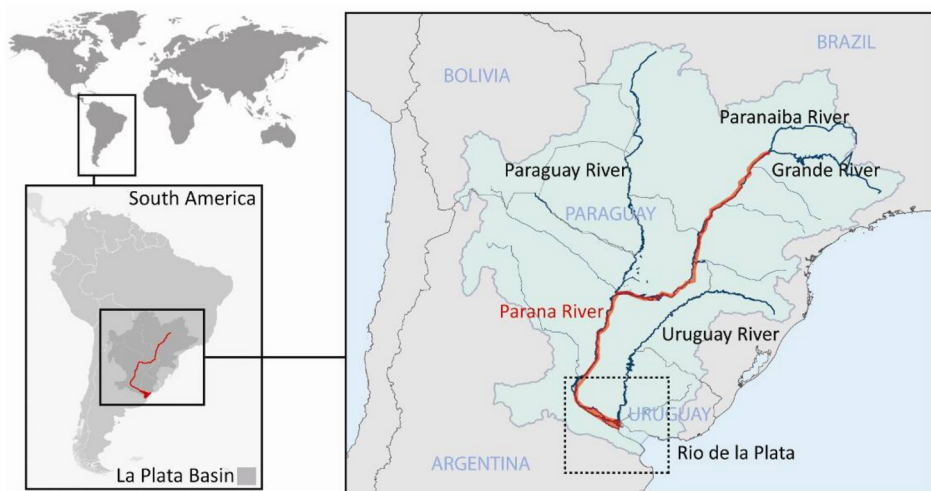 South America
La Plata Basin
BRAZIL
BOLIVIA
Paranaiba River
Paraguay River
Grande River
PARAGUAY
Parana River
Uruguay River
URUGUAY
Rio de la Plata
ARGENTINA